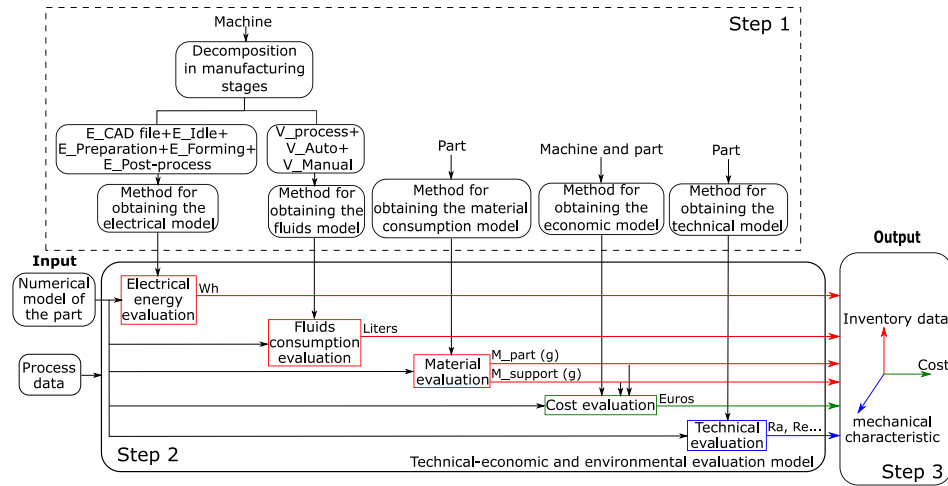 Step 1
Machine
Decomposition
in manufacturing
stages
E_CAD file+E_Idle+
E_Preparation+E_Forming+
E_Post-process
V_process+
V_Auto+
V_Manual
Part
Machine and part
Part
Method for
obtaining the
electrical model
Method for
obtaining the
fluids model
Method for
obtaining the material
consumption model
Method for
obtaining the
economic model
Method for
obtaining the
technical model
Input
Numerical
model of
the part
Process
data
Electrical
energy
evaluation
Wh
Fluids
consumption
evaluation
Liters
Material
evaluation
M_part (g)
M_support (g)
Cost evaluation
Euros
Technical
evaluation
Ra, Re...
Step 2
Technical-economic and environmental evaluation model
Output
Inventory data
Cost
mechanical
characteristic
Step 3